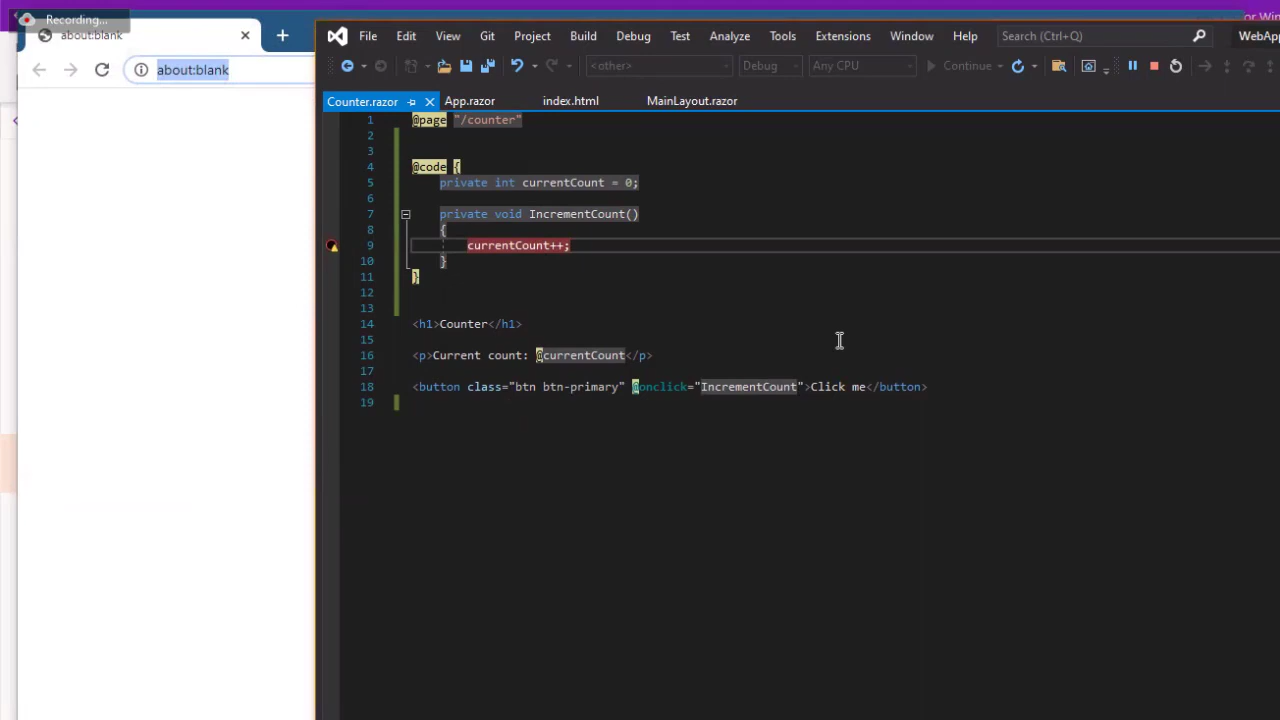 Recording...
about:blank
about:blank
File Edit View Git Project Build Debug Test Analyze Tools Extensions Window Help Search (Ctrl+Q) WebAp
or Win
<other> Debug Any CPU Continue
Counter.razor App.razor index.html MainLayout.razor
1 @page "/counter"
2
3
4 @code {
5 private int currentCount = 0;
6
7 private void IncrementCount()
8 {
9 currentCount++;
10 }
11 }
12
13
14 <h1>Counter</h1>
15
16 <p>Current count: @currentCount</p>
17
18 <button class="btn btn-primary" @onclick="IncrementCount">Click me</button>
19